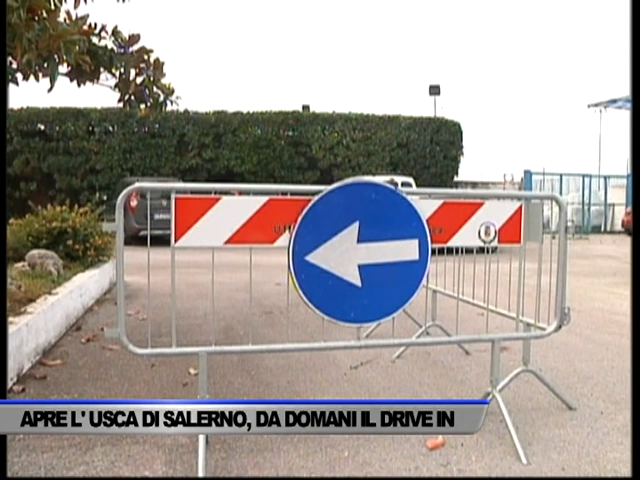 APRE L' USCA DI SALERNO, DA DOMANI IL DRIVE IN